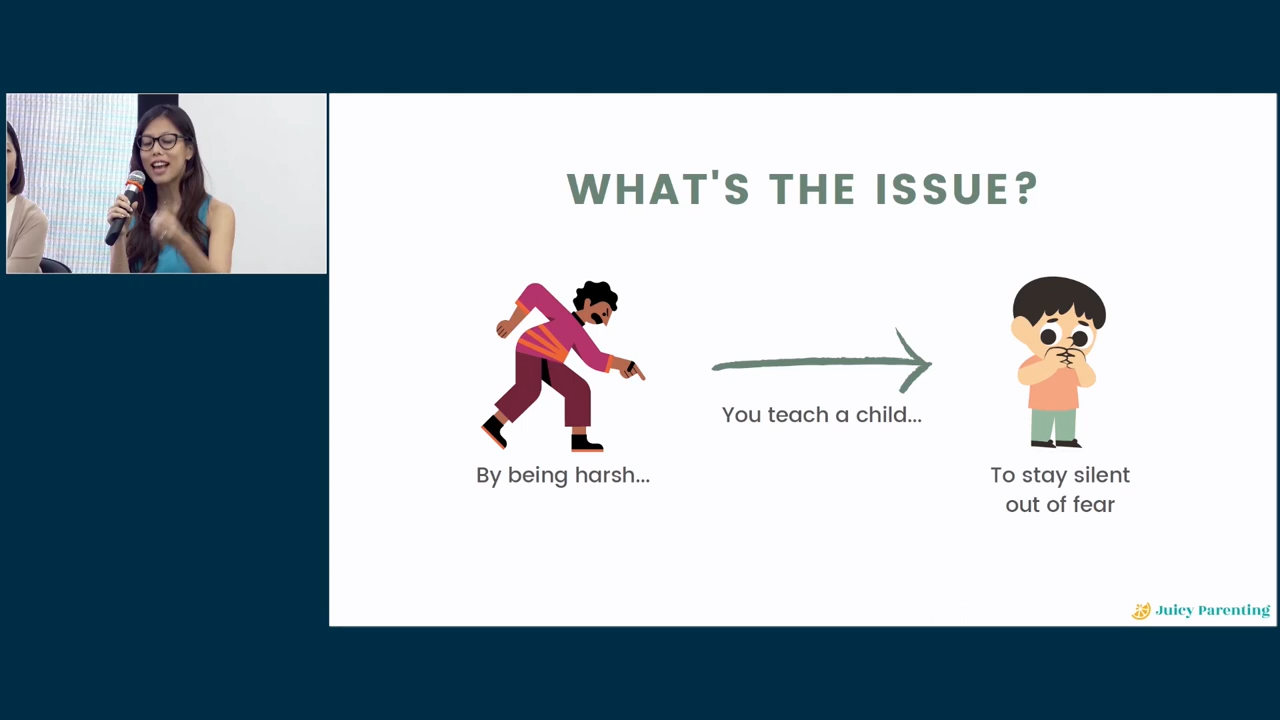 WHAT'S THE ISSUE?
By being harsh...
You teach a child...
To stay silent
out of fear
Juicy Parenting